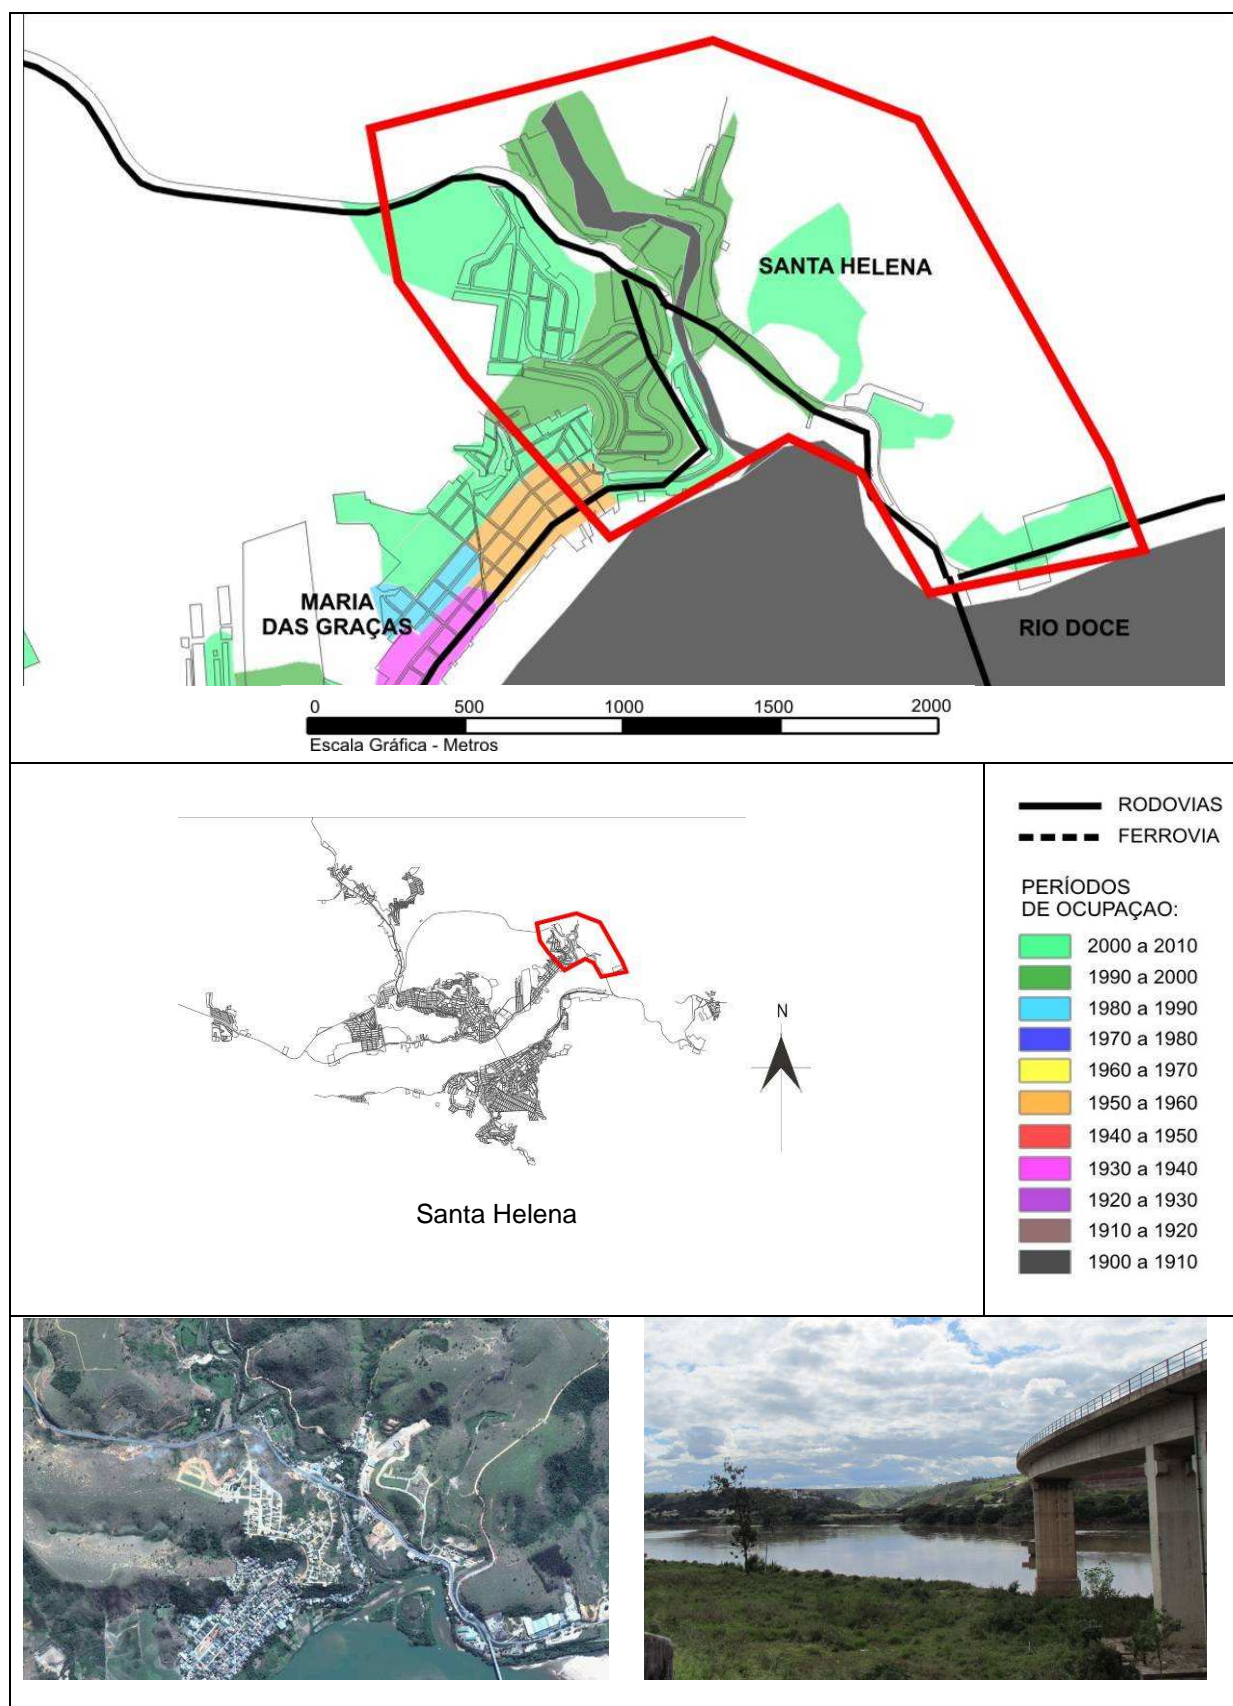 SANTA HELENA
MARIA
DAS GRAÇAS
RIO DOCE
0 500 1000 1500 2000
Escala Gráfica - Metros
RODOVIAS
FERROVIA
PERÍODOS
DE OCUPAÇAO:
2000 a 2010
1990 a 2000
1980 a 1990
1970 a 1980
1960 a 1970
1950 a 1960
1940 a 1950
1930 a 1940
1920 a 1930
1910 a 1920
1900 a 1910
N
Santa Helena